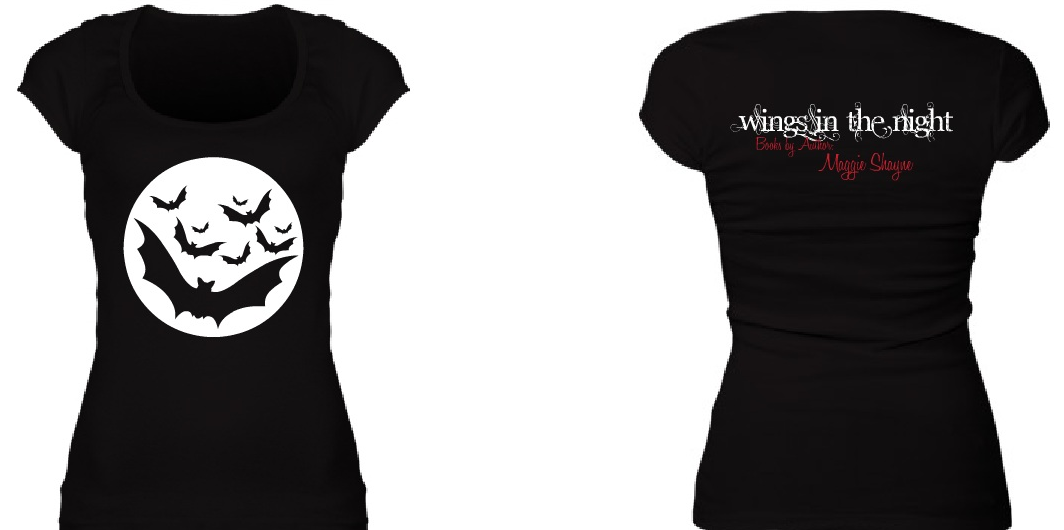 wings in the night
Books by Author:
Maggie Shayne